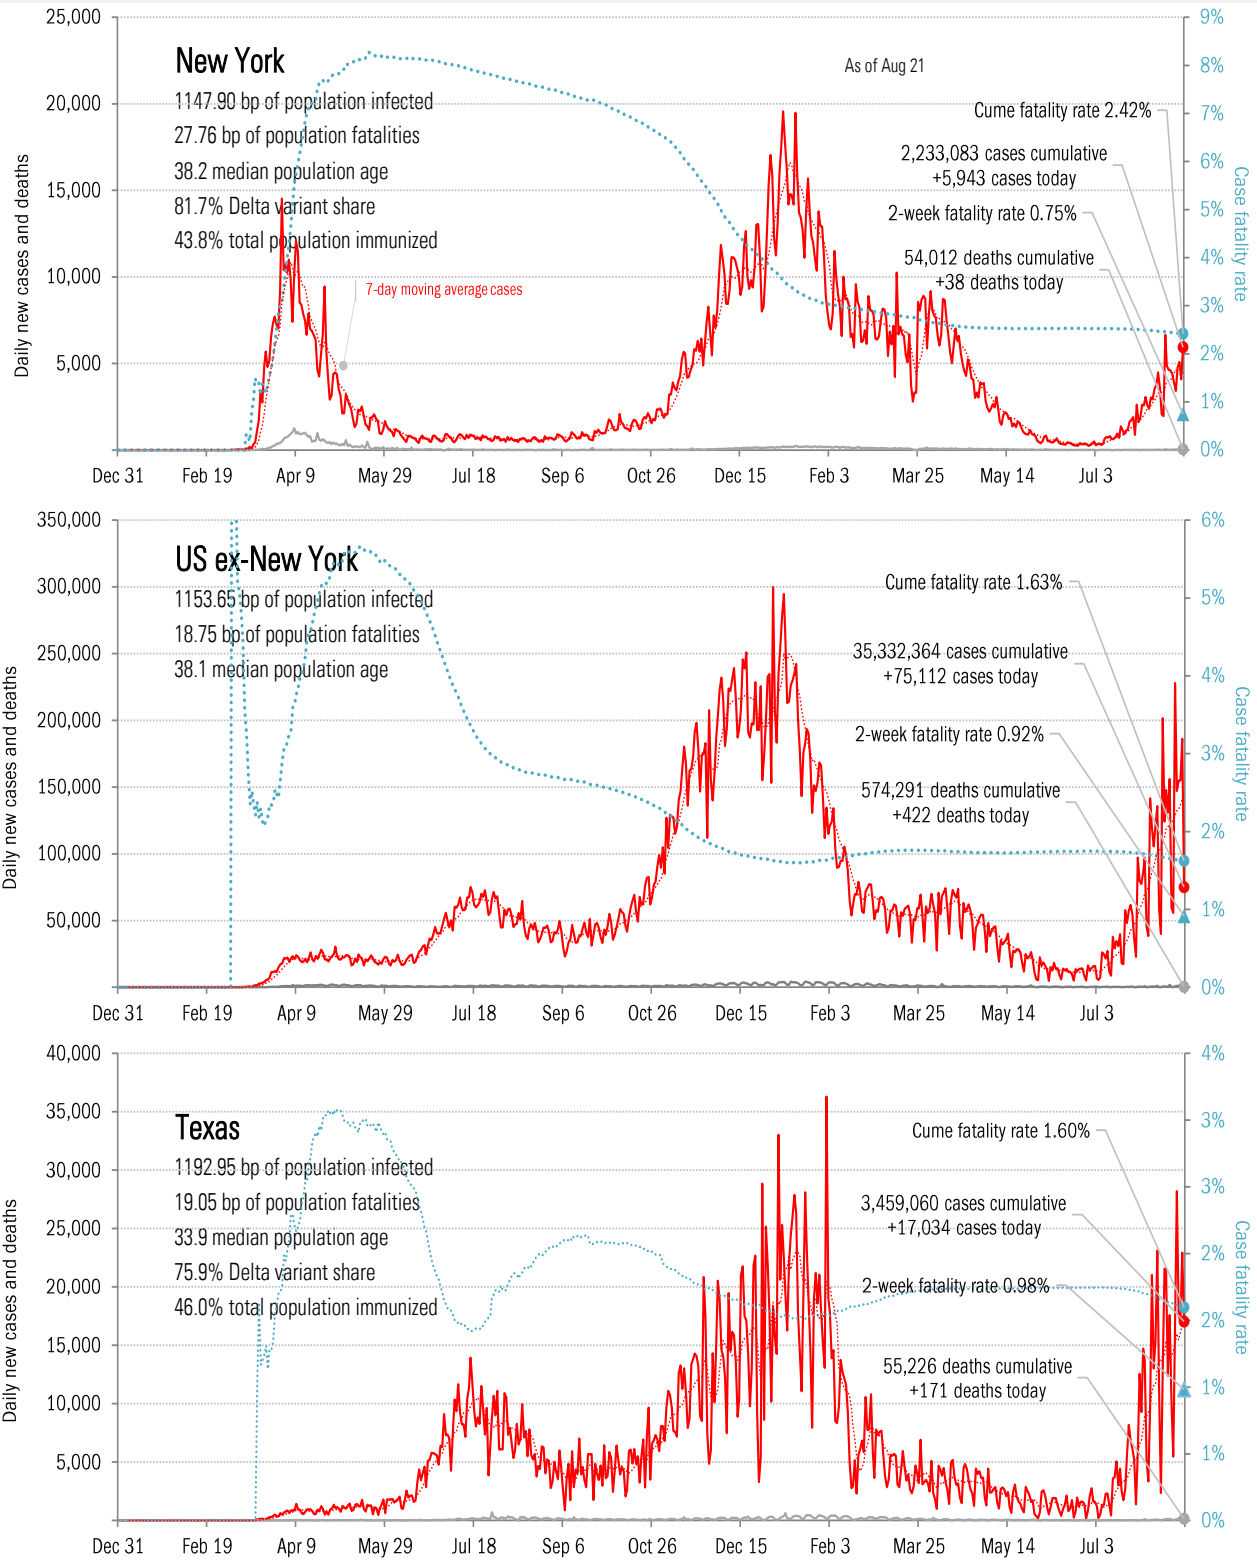 25,000
9%
New York
As of Aug 21
8%
1147.90 bp of population infected
20,000
Cume fatality rate 2.42%
7%
27.76 bp of population fatalities
2,233,083 cases cumulative
6%
38.2 median population age
+5,943 cases today
15,000
81.7% Delta variant share
2-week fatality rate 0.75%
5%
43.8% total population immunized
54,012 deaths cumulative
4%
10,000
+38 deaths today
7-day moving average cases
3%
5,000
2%
1%
0%
Daily new cases and deaths
Case fatality rate
Dec 31 Feb 19 Apr 9 May 29 Jul 18 Sep 6 Oct 26 Dec 15 Feb 3 Mar 25 May 14 Jul 3
350,000
6%
US ex-New York
300,000
Cume fatality rate 1.63%
1153.65 bp of population infected
5%
18.75 bp of population fatalities
250,000
35,332,364 cases cumulative
38.1 median population age
+75,112 cases today
4%
200,000
2-week fatality rate 0.92%
3%
150,000
574,291 deaths cumulative
+422 deaths today
2%
100,000
50,000
1%
0%
Daily new cases and deaths
Case fatality rate
Dec 31 Feb 19 Apr 9 May 29 Jul 18 Sep 6 Oct 26 Dec 15 Feb 3 Mar 25 May 14 Jul 3
40,000
4%
35,000
Texas
Cume fatality rate 1.60%
3%
1192.95 bp of population infected
30,000
3%
19.05 bp of population fatalities
3,459,060 cases cumulative
25,000
+17,034 cases today
33.9 median population age
2%
75.9% Delta variant share
20,000
2-week fatality rate 0.98%
46.0% total population immunized
2%
15,000
55,226 deaths cumulative
+171 deaths today
1%
10,000
1%
5,000
0%
Daily new cases and deaths
Case fatality rate
Dec 31 Feb 19 Apr 9 May 29 Jul 18 Sep 6 Oct 26 Dec 15 Feb 3 Mar 25 May 14 Jul 3